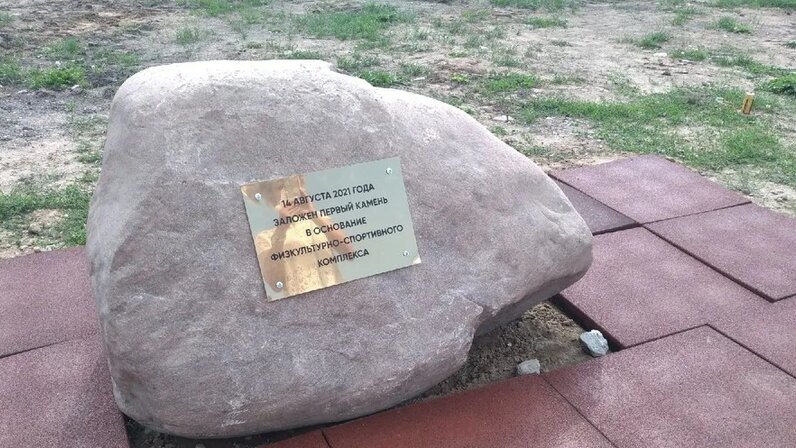 14 АВГУСТА 2021 ГОДА
ЗАЛОЖЕН ПЕРВЫЙ КАМЕНЬ
В ОСНОВАНИЕ
ФИЗКУЛЬТУРНО-СПОРТИВНОГО
КОМПЛЕКСА